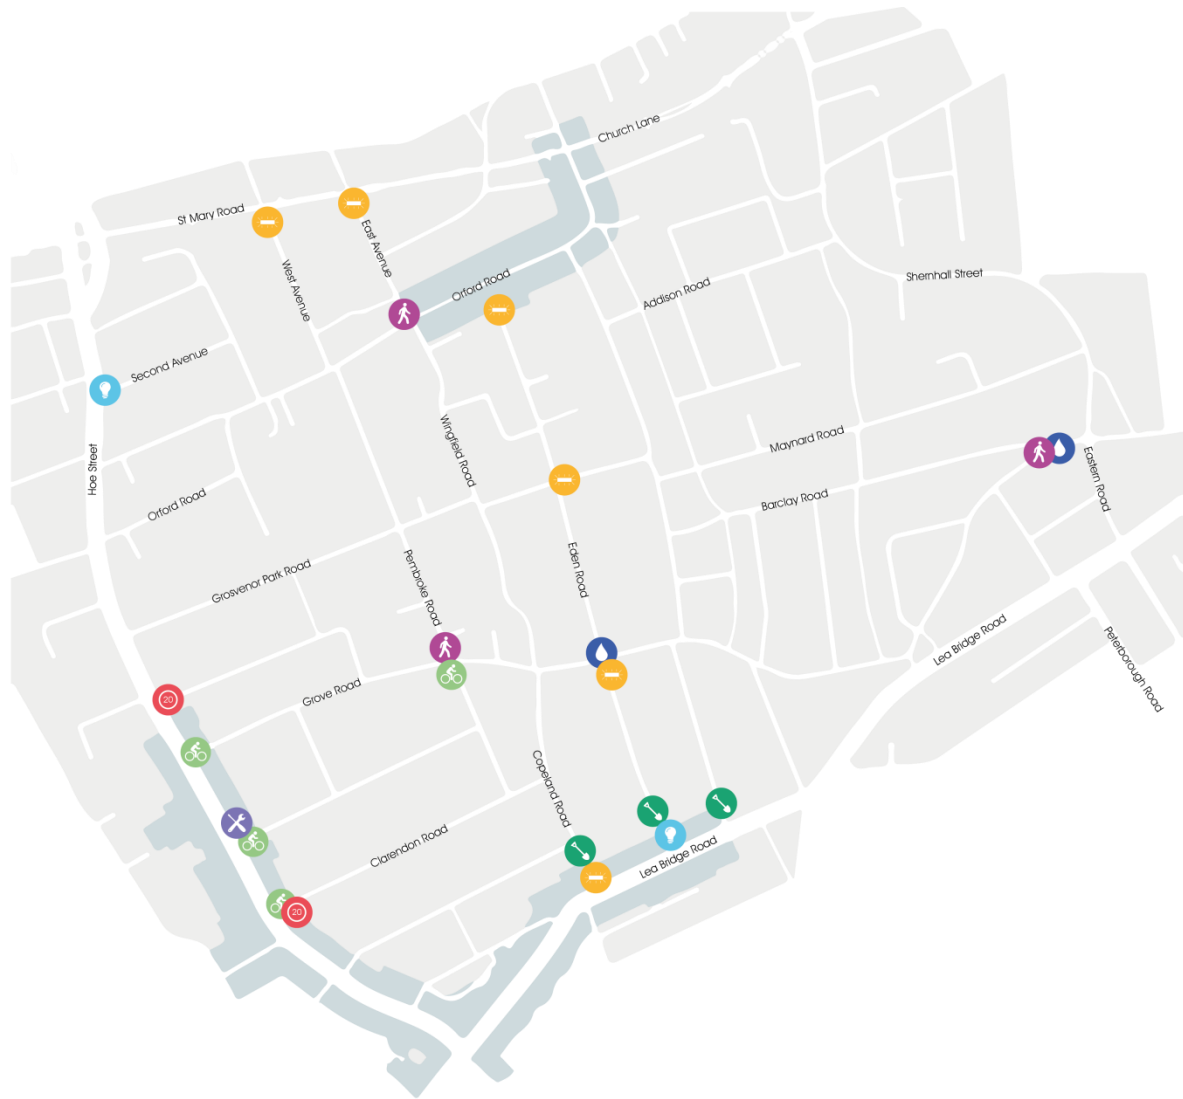 Church Lane
St Mary Road
East Avenue
West Avenue
Orford Road
Shernhall Street
Addison Road
Second Avenue
Wingfield Road
Maynard Road
Hoe Street
Eastern Road
Barclay Road
Orford Road
Grosvenor Park Road
Pembroke Road
Eden Road
Lea Bridge Road
Peterborough Road
Grove Road
20
Copeland Road
Clarendon Road
Lea Bridge Road
20